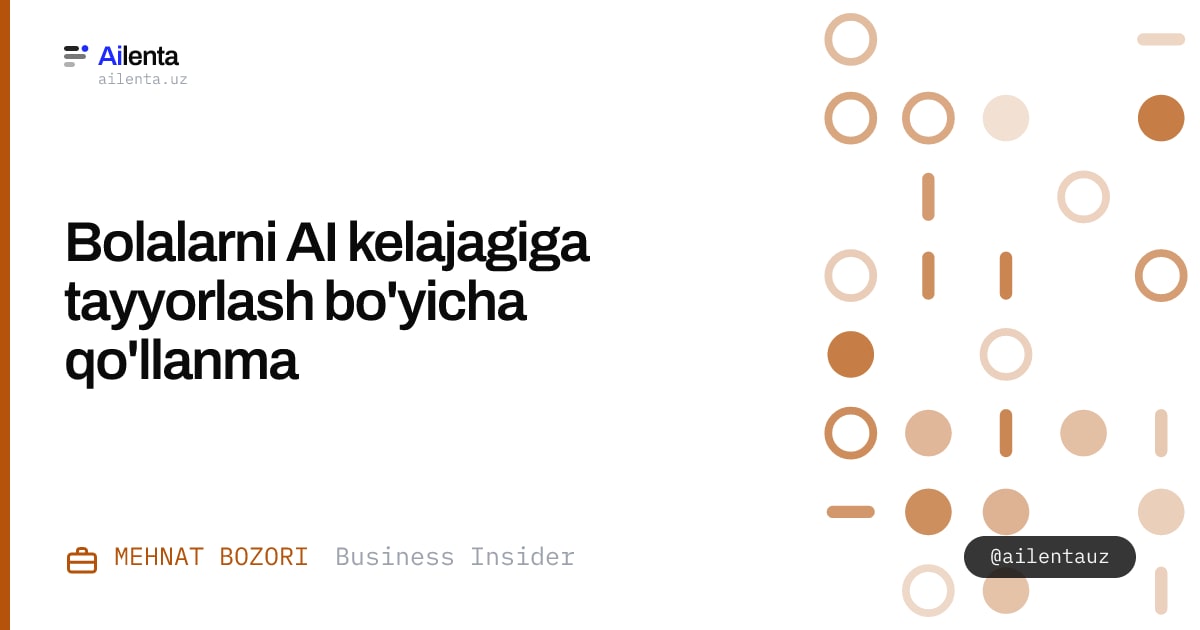 Ailenta
ailenta.uz
Bolalarni AI kelajagiga
tayyorlash bo'yicha
qo'llanma
MEHNAT BOZORI Business Insider
@ailentauz